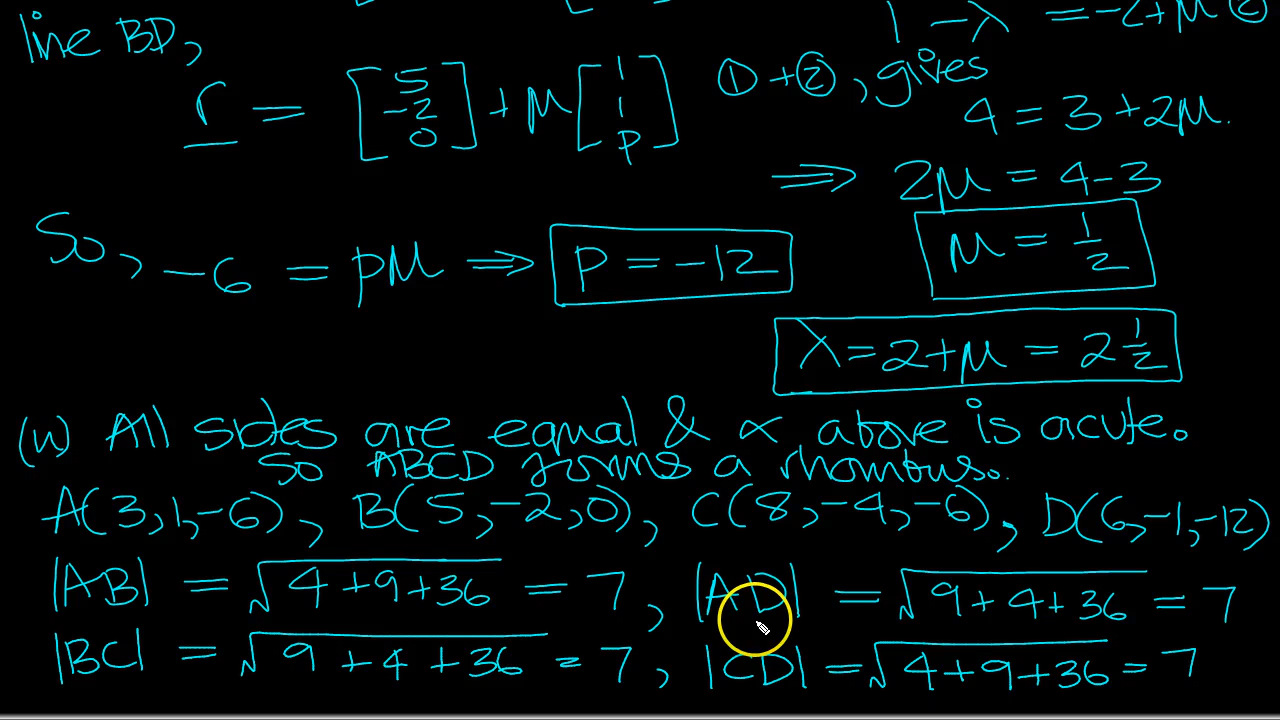 1 - λ = -2 + μ ②
line BD,
r = [5 -2 0] + μ [1 1 p]
① + ②, gives
4 = 3 + 2μ.
⟹ 2μ = 4 - 3
μ = 1/2
So, -6 = pμ ⟹ p = -12
λ = 2 + μ = 2 1/2
All sides are equal & ∝ above is acute.
So ABCD forms a rhombus.
A(3,1,-6), B(5,-2,0), C(8,-4,-6), D(6,-1,-12)
|AB| = √4+9+36 = 7, |AD| = √9+4+36 = 7
|BC| = √9+4+36 = 7, |CD| = √4+9+36 = 7